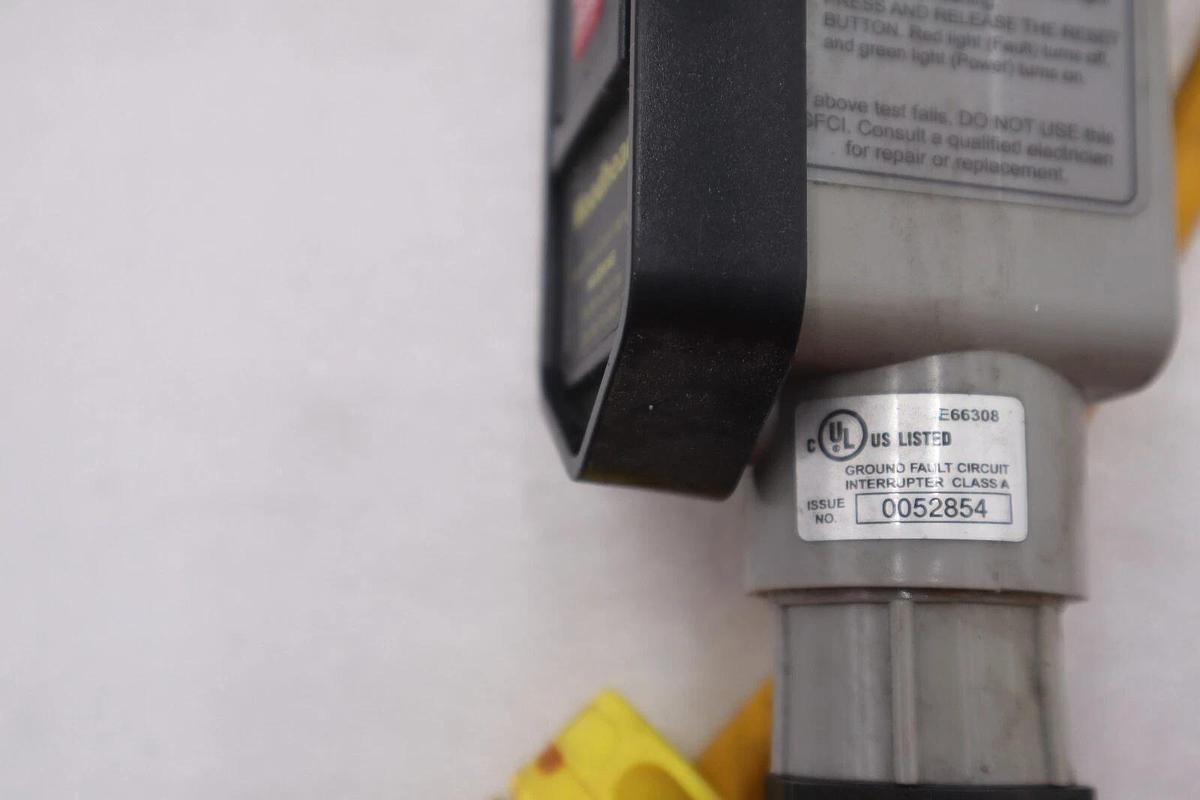 PRESS AND RELEASE THE RESET
BUTTON. Red light (Fault) turns off,
and green light (Power) turns on.
above test fails, DO NOT USE this
GFCI. Consult a qualified electrician
for repair or replacement.
E66308
C UL US LISTED
GROUND FAULT CIRCUIT
INTERRUPTER CLASS A
ISSUE
NO.
0052854